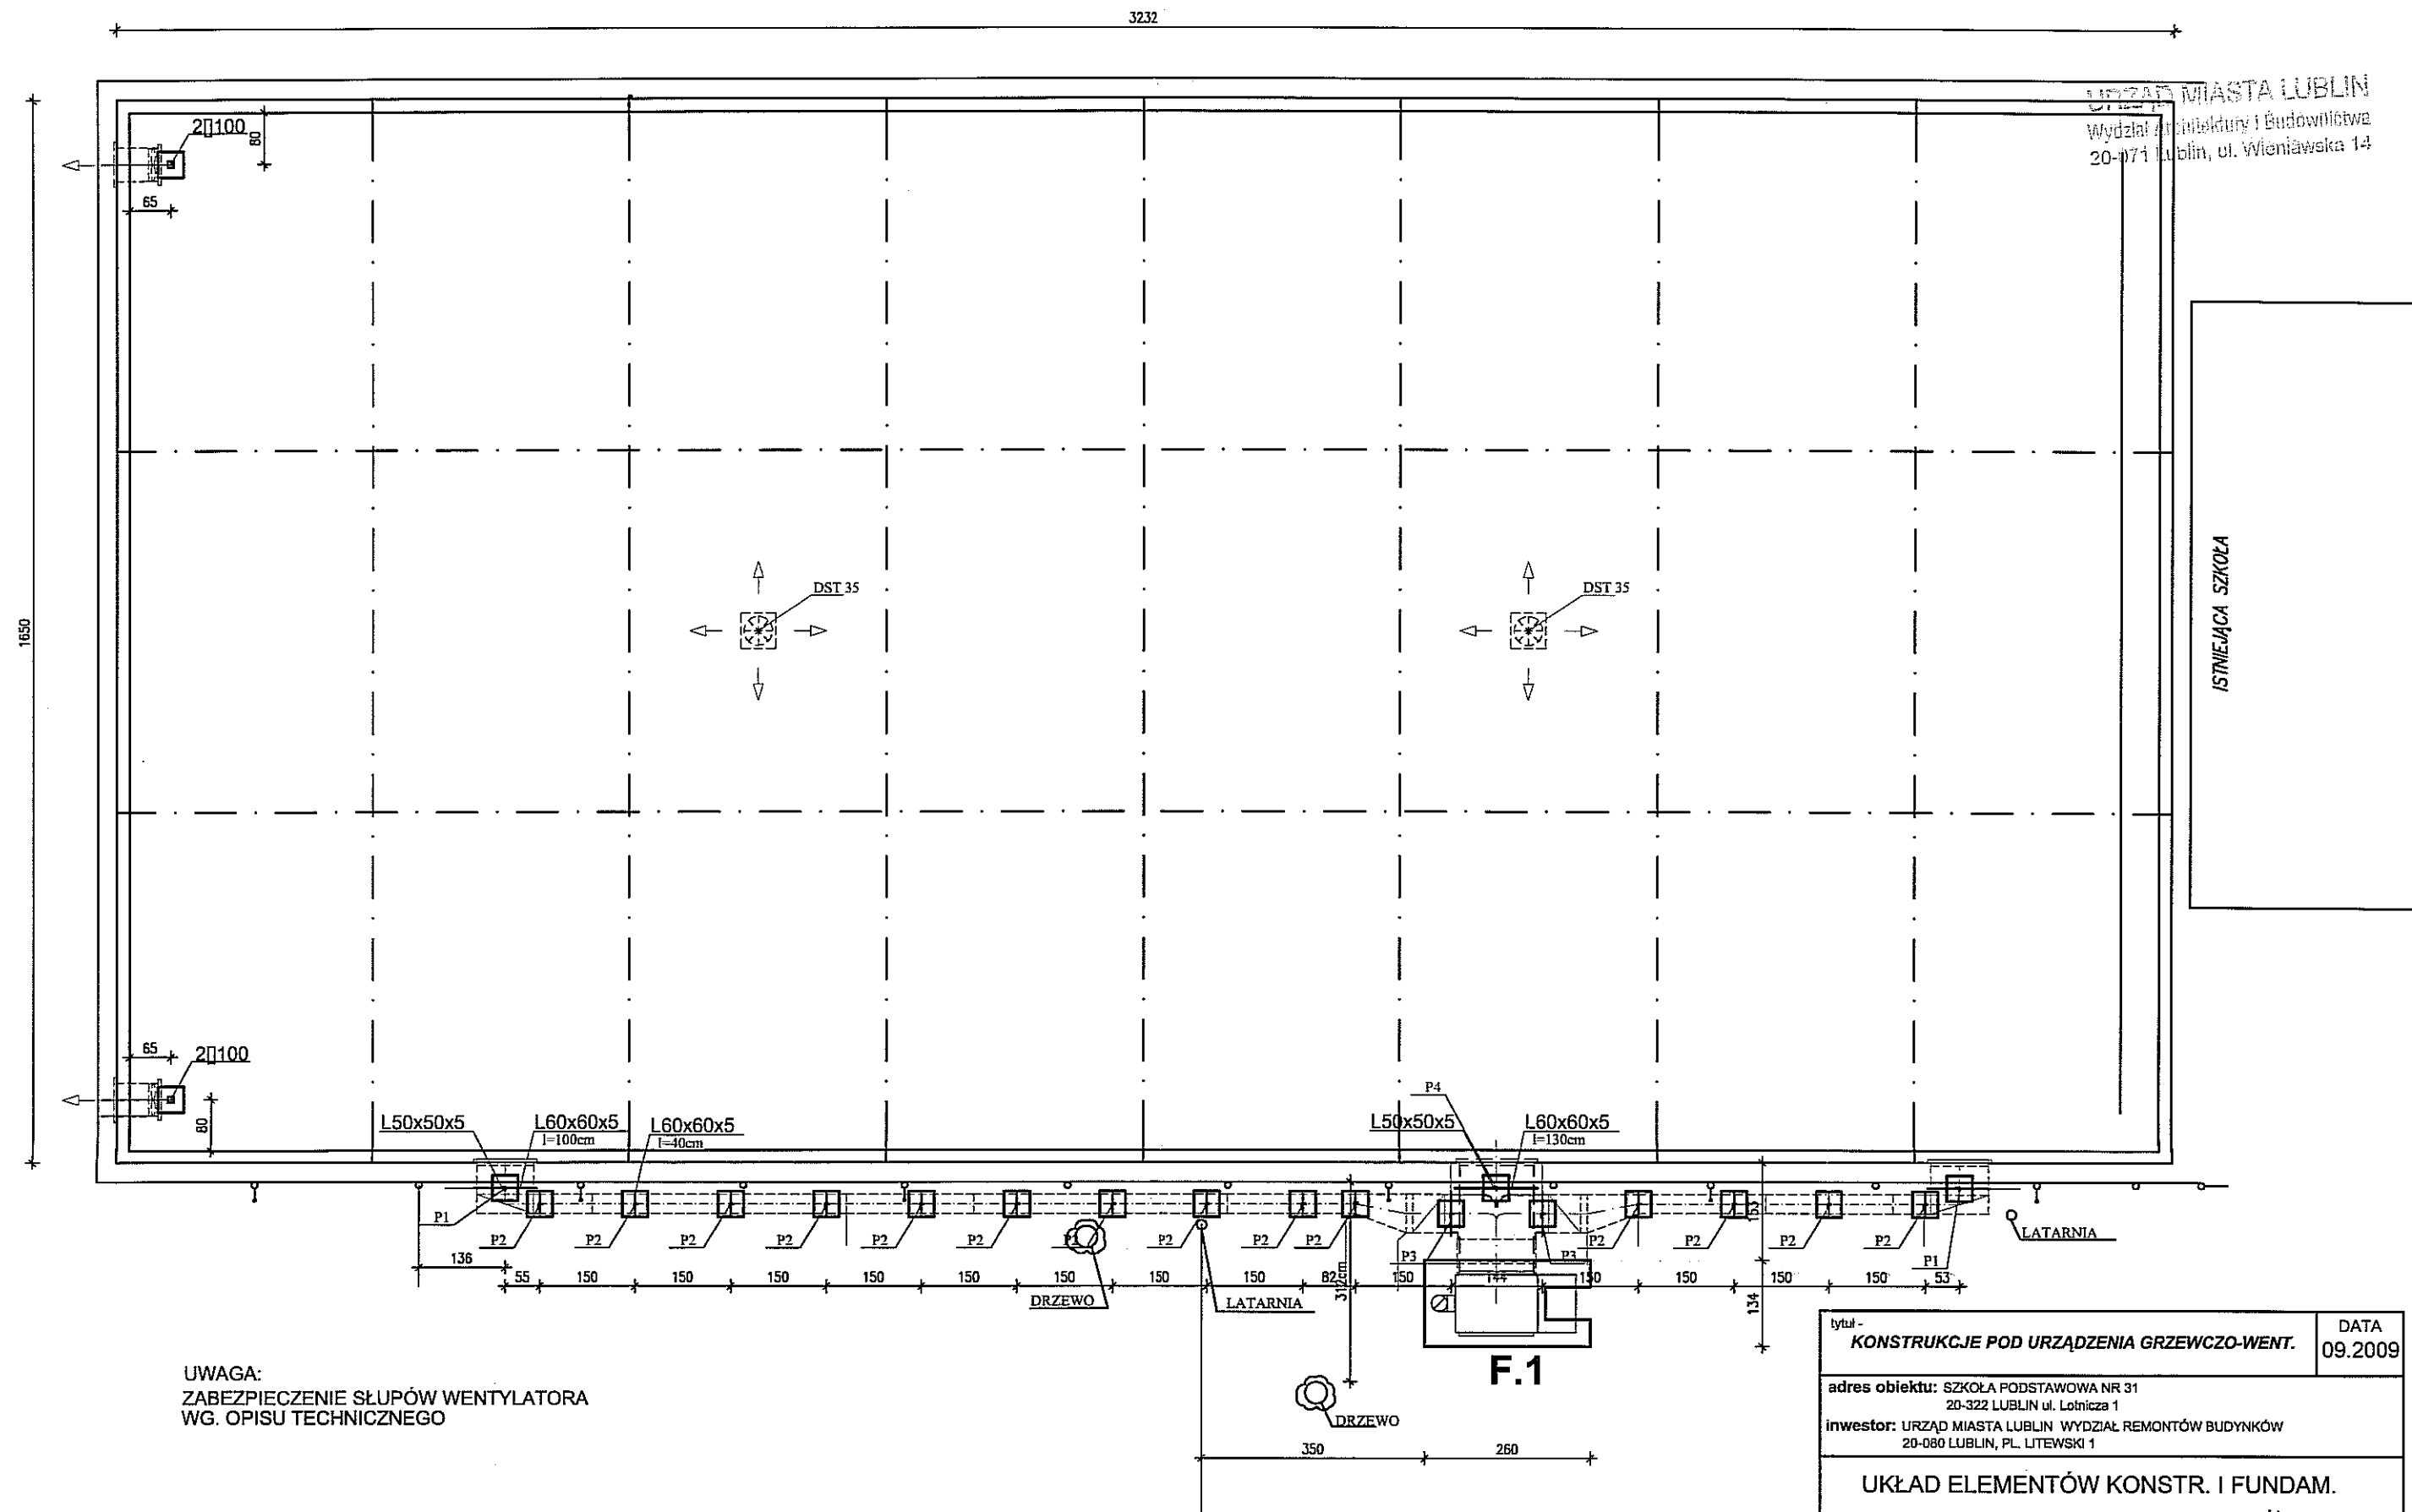 3232
URZĄD MIASTA LUBLIN
Wydział Architektury i Budownictwa
20-071 Lublin, ul. Wieniawska 14
2[]100
80
65
1650
DST 35
DST 35
ISTNIEJĄCA SZKOŁA
65
2[]100
80
P4
L50x50x5
L60x60x5
l=100cm
L60x60x5
l=40cm
L50x50x5
L60x60x5
l=130cm
P1
P2
P2
P2
P2
P2
P2
P2
P2
P2
P2
P3
P3
P2
P2
P2
P2
P1
153
LATARNIA
136
55
150
150
150
150
150
150
150
150
82
150
144
150
150
150
150
53
312cm
134
DRZEWO
LATARNIA
F.1
DRZEWO
350
260
UWAGA:
ZABEZPIECZENIE SŁUPÓW WENTYLATORA
WG. OPISU TECHNICZNEGO
tytuł -
KONSTRUKCJE POD URZĄDZENIA GRZEWCZO-WENT.
DATA
09.2009
adres obiektu: SZKOŁA PODSTAWOWA NR 31
20-322 LUBLIN ul. Lotnicza 1
inwestor: URZĄD MIASTA LUBLIN WYDZIAŁ REMONTÓW BUDYNKÓW
20-080 LUBLIN, PL. LITEWSKI 1
UKŁAD ELEMENTÓW KONSTR. I FUNDAM.